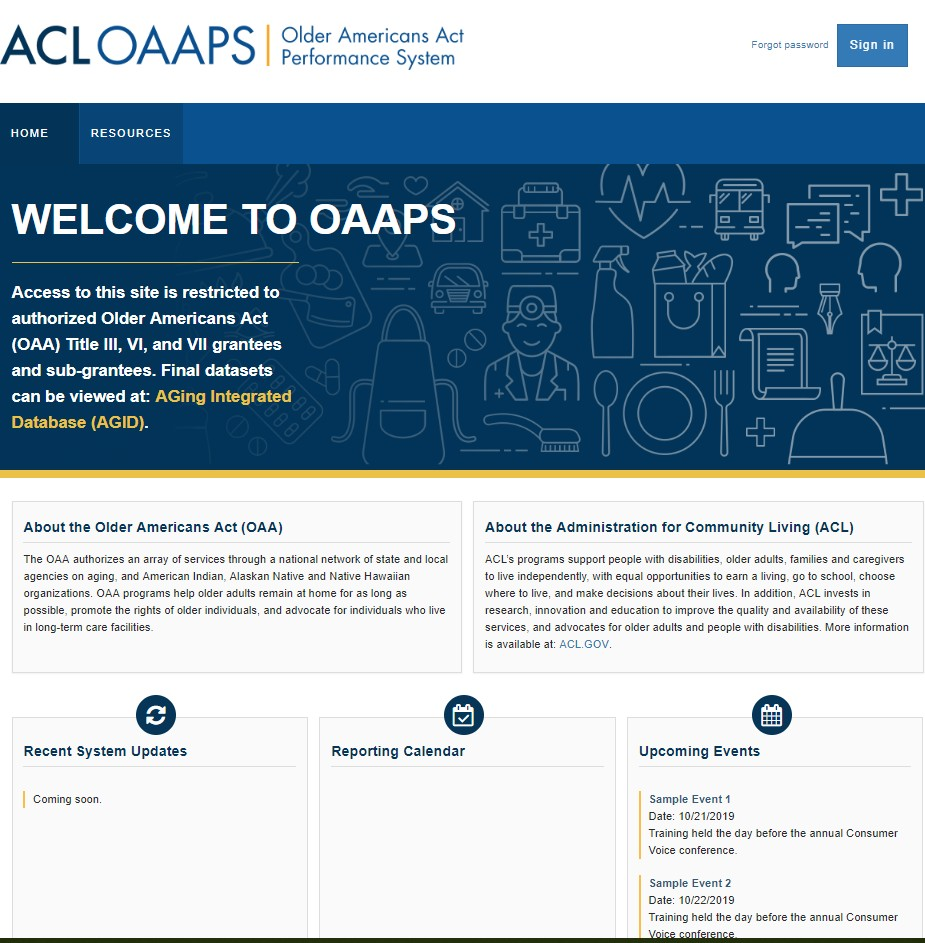 ACL OAAPS
Older Americans Act
Performance System
Forgot password
Sign in
HOME
RESOURCES
WELCOME TO OAAPS
Access to this site is restricted to
authorized Older Americans Act
(OAA) Title III, VI, and VII grantees
and sub-grantees. Final datasets
can be viewed at: AGing Integrated
Database (AGID).
About the Older Americans Act (OAA)
The OAA authorizes an array of services through a national network of state and local
agencies on aging, and American Indian, Alaskan Native and Native Hawaiian
organizations. OAA programs help older adults remain at home for as long as
possible, promote the rights of older individuals, and advocate for individuals who live
in long-term care facilities.
About the Administration for Community Living (ACL)
ACL's programs support people with disabilities, older adults, families and caregivers
to live independently, with equal opportunities to earn a living, go to school, choose
where to live, and make decisions about their lives. In addition, ACL invests in
research, innovation and education to improve the quality and availability of these
services, and advocates for older adults and people with disabilities. More information
is available at: ACL.GOV.
Recent System Updates
Coming soon.
Reporting Calendar
Upcoming Events
Sample Event 1
Date: 10/21/2019
Training held the day before the annual Consumer
Voice conference.
Sample Event 2
Date: 10/22/2019
Training held the day before the annual Consumer
Voice conference.